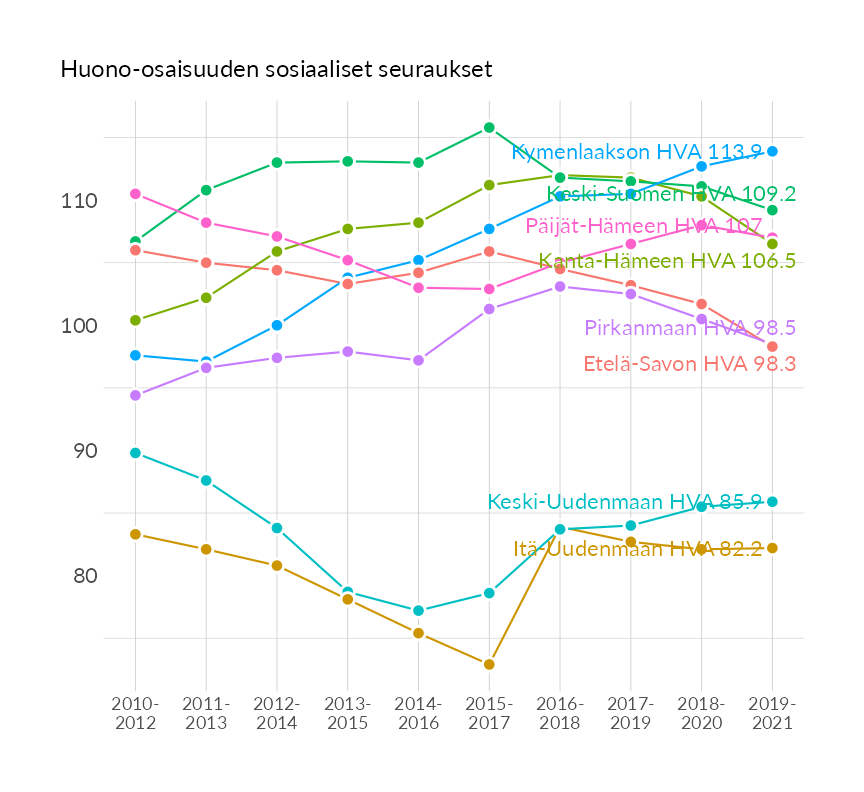 Huono-osaisuuden sosiaaliset seuraukset
Kymenlaakson HVA 113.9
Keski-Suomen HVA 109.2
Päijät-Hämeen HVA 107
Kanta-Hämeen HVA 106.5
Pirkanmaan HVA 98.5
Etelä-Savon HVA 98.3
Keski-Uudenmaan HVA 85.9
Itä-Uudenmaan HVA 82.2
110
100
90
80
2010-
2012
2011-
2013
2012-
2014
2013-
2015
2014-
2016
2015-
2017
2016-
2018
2017-
2019
2018-
2020
2019-
2021